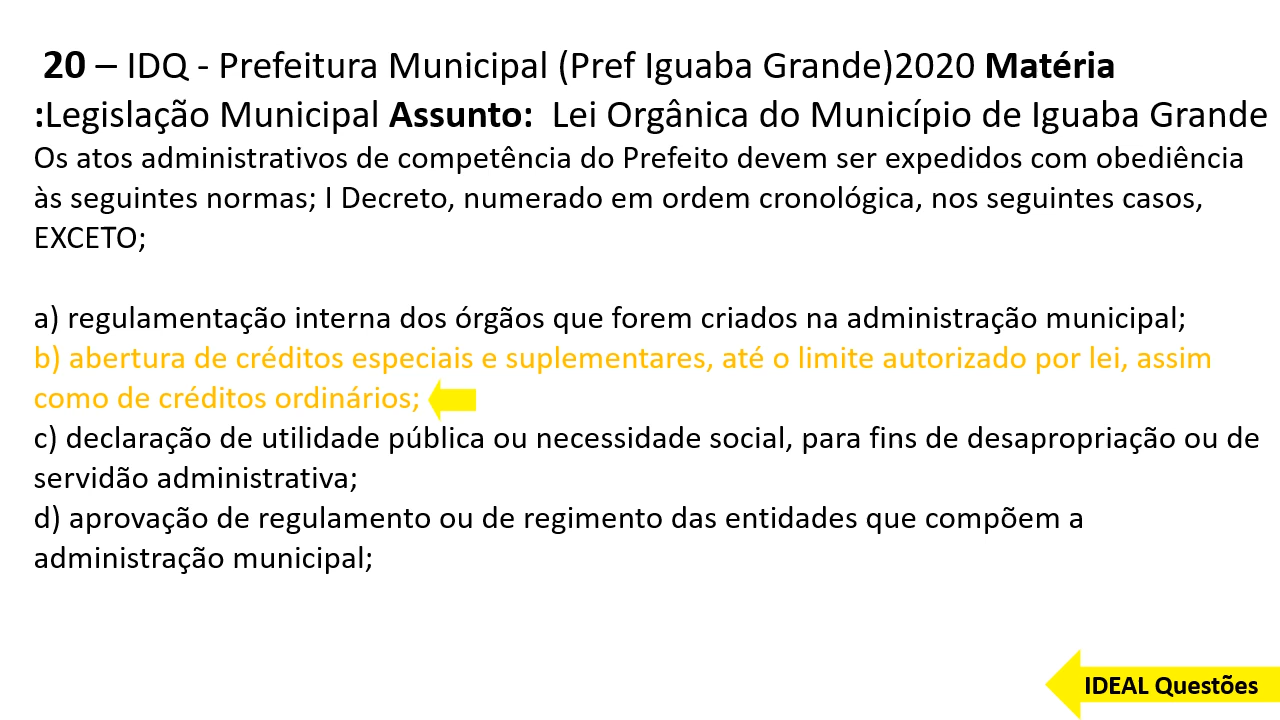 20 – IDQ - Prefeitura Municipal (Pref Iguaba Grande)2020 Matéria
:Legislação Municipal Assunto:  Lei Orgânica do Município de Iguaba Grande
Os atos administrativos de competência do Prefeito devem ser expedidos com obediência
às seguintes normas; I Decreto, numerado em ordem cronológica, nos seguintes casos,
EXCETO;
a) regulamentação interna dos órgãos que forem criados na administração municipal;
b) abertura de créditos especiais e suplementares, até o limite autorizado por lei, assim
como de créditos ordinários;
c) declaração de utilidade pública ou necessidade social, para fins de desapropriação ou de
servidão administrativa;
d) aprovação de regulamento ou de regimento das entidades que compõem a
administração municipal;
IDEAL Questões